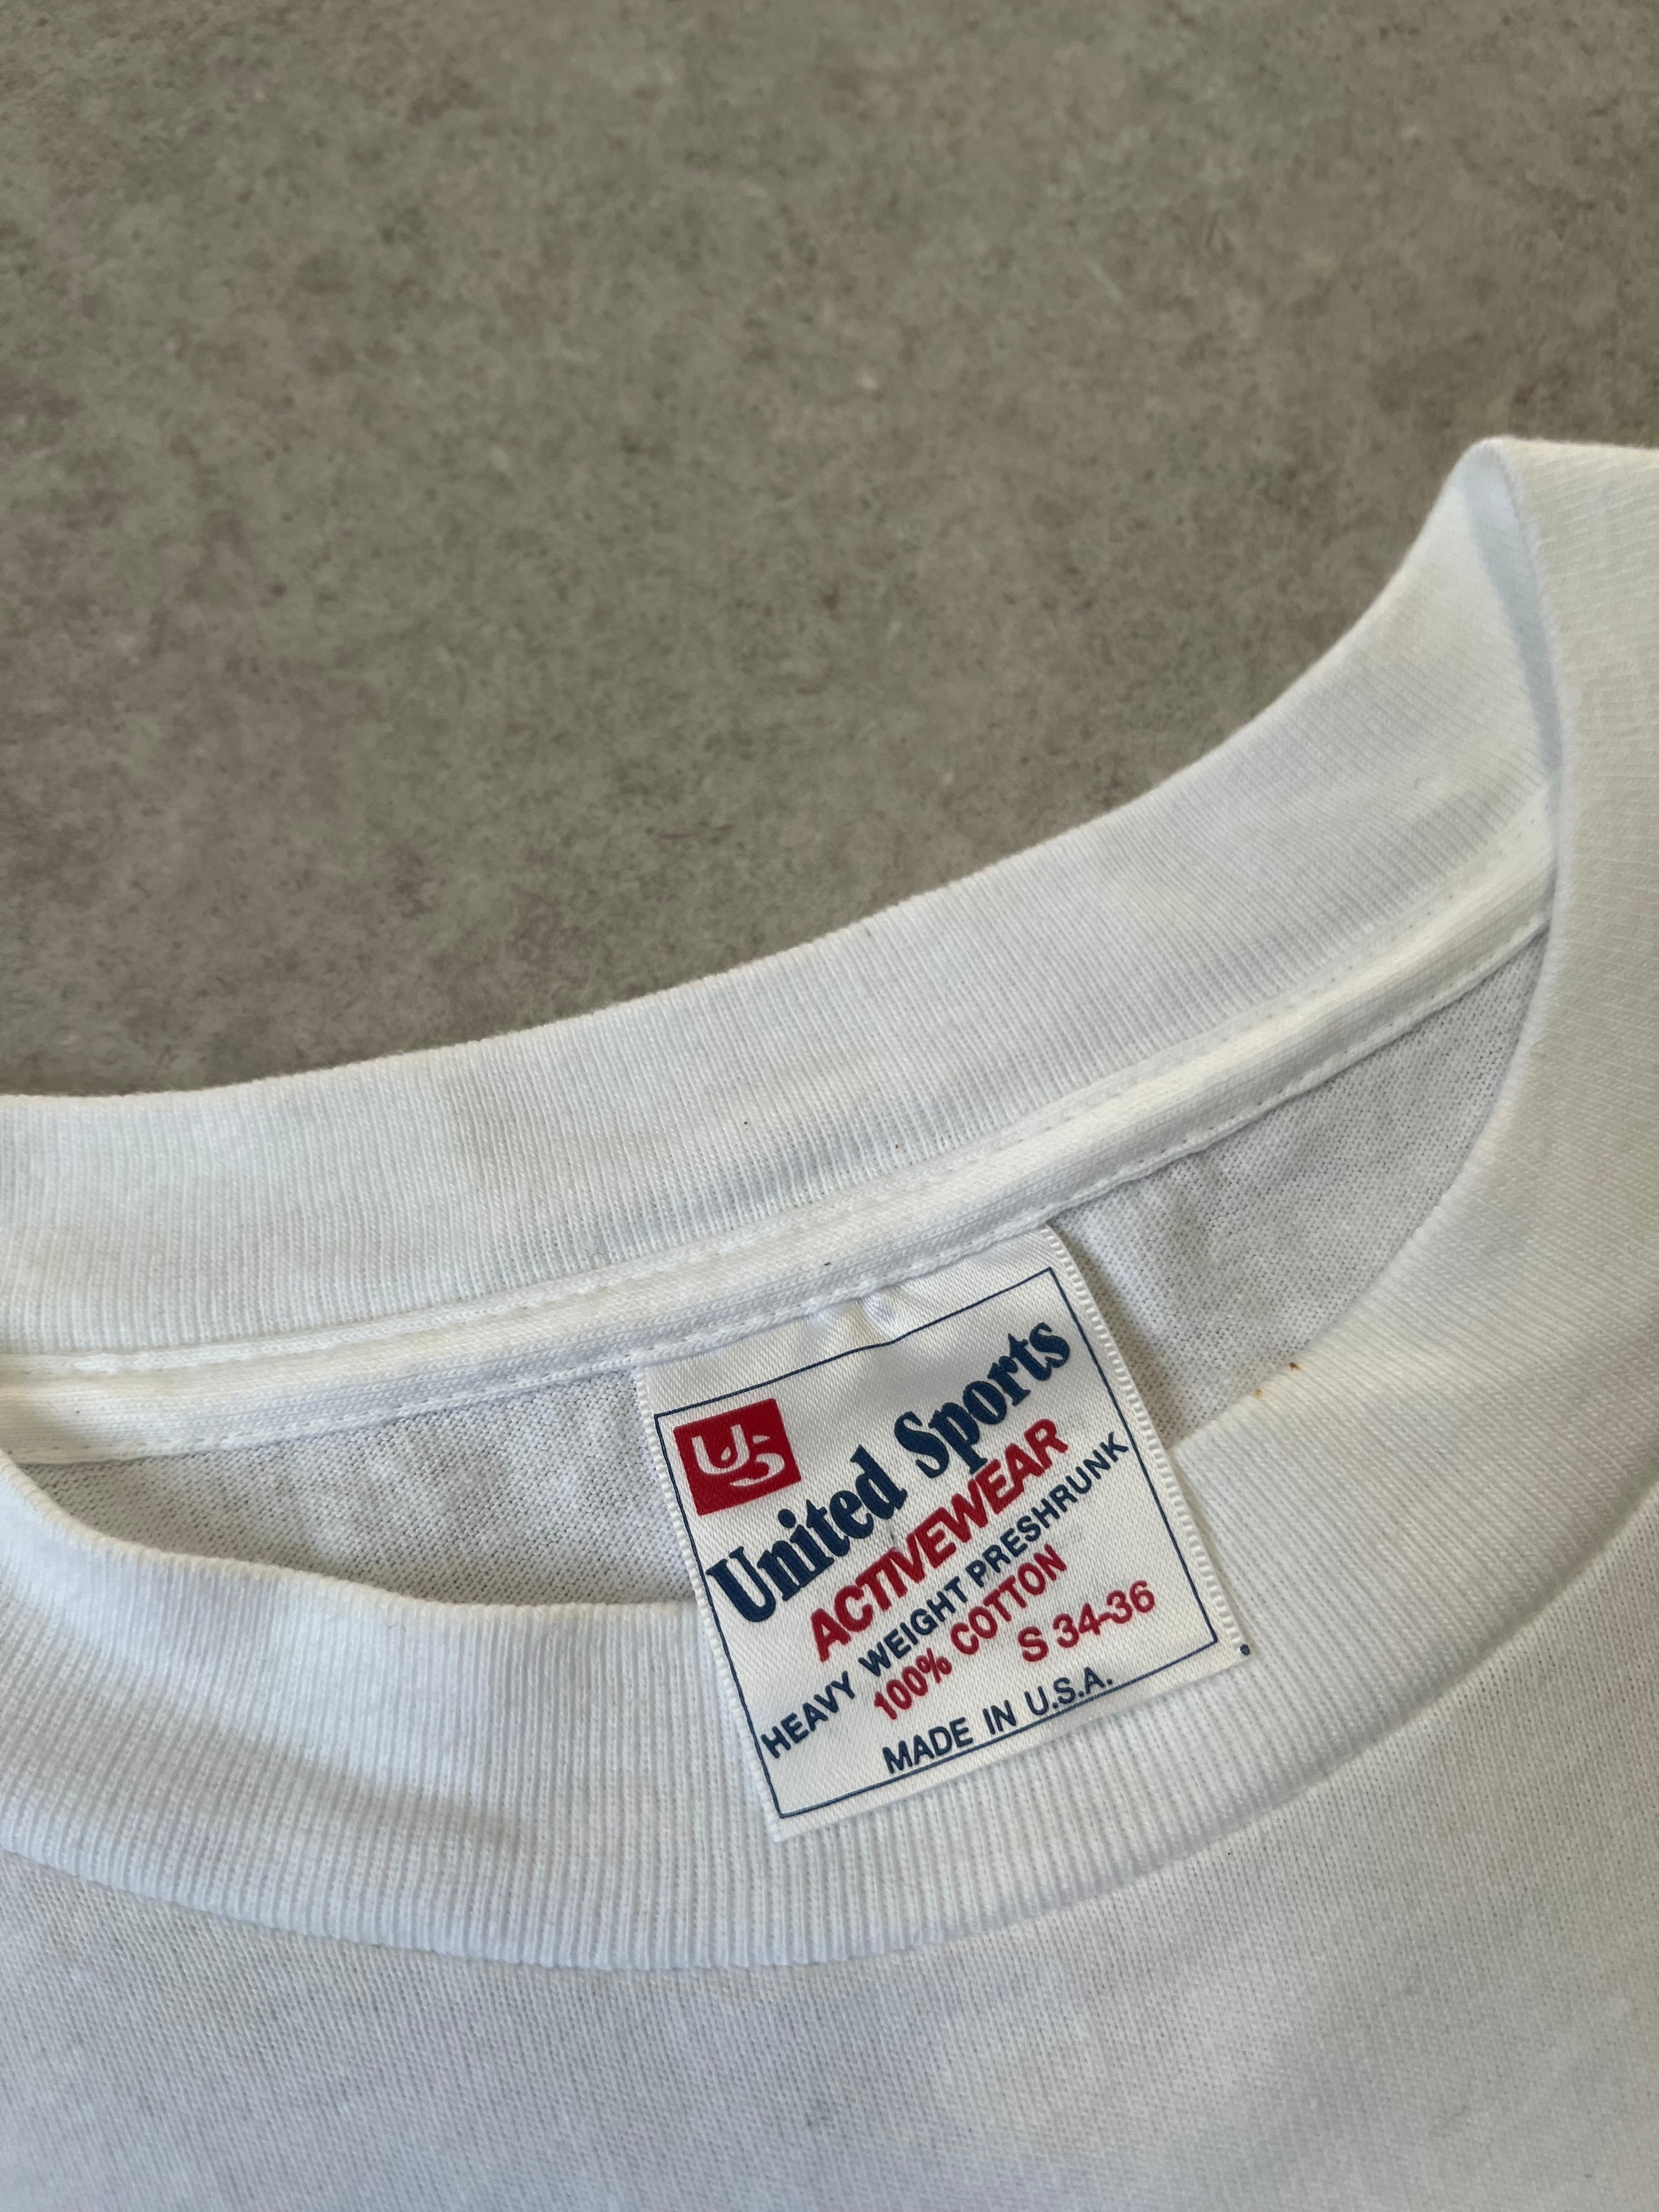 US
United Sports
ACTIVEWEAR
HEAVY WEIGHT PRESHRUNK
100% COTTON
S 34-36
MADE IN U.S.A.